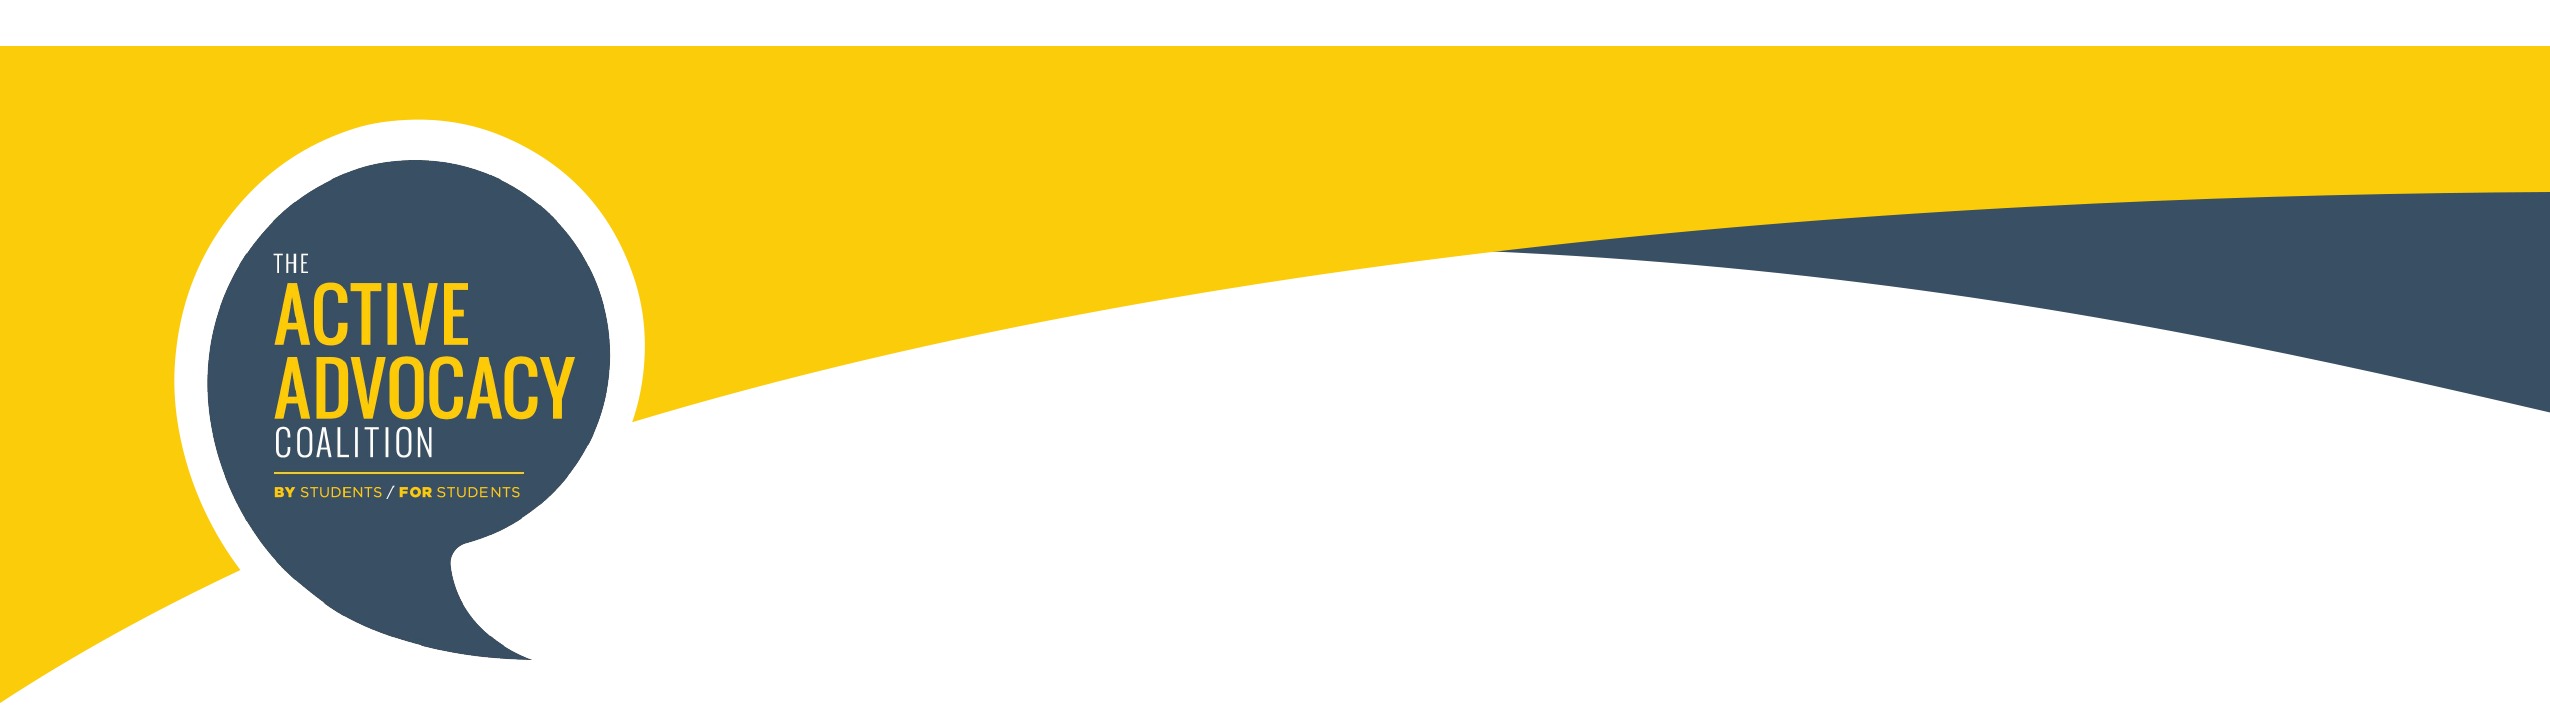 THE
ACTIVE
ADVOCACY
COALITION
BY STUDENTS / FOR STUDENTS